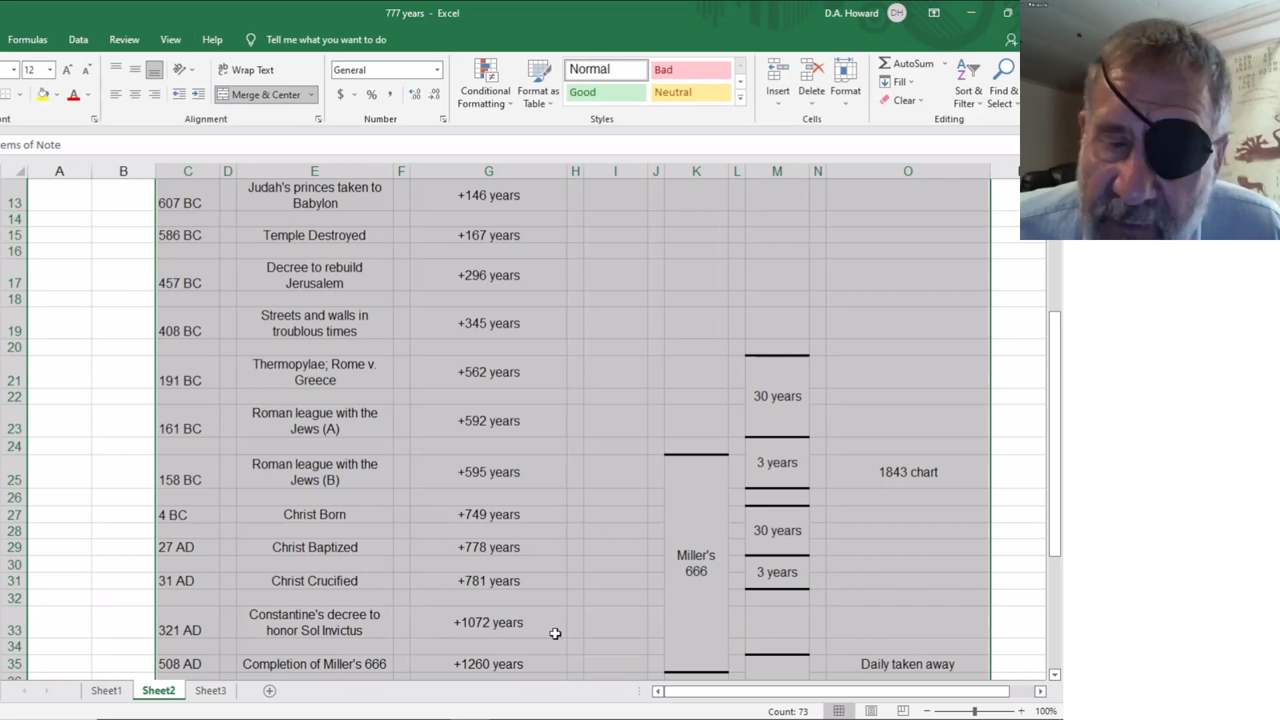 777 years - Excel
D.A. Howard DH
Formulas Data Review View Help Tell me what you want to do
12 A A Wrap Text General Normal Bad AutoSum
Merge & Center $ % , Conditional Formatting Format as Table Good Neutral Insert Delete Format Fill Clear Sort & Filter Find & Select
Alignment Number Styles Cells Editing
ems of Note
A B C D E F G H I J K L M N O
13 607 BC Judah's princes taken to Babylon +146 years
14
15 586 BC Temple Destroyed +167 years
16
17 457 BC Decree to rebuild Jerusalem +296 years
18
19 408 BC Streets and walls in troublous times +345 years
20
21 191 BC Thermopylae; Rome v. Greece +562 years
22 30 years
23 161 BC Roman league with the Jews (A) +592 years
24
25 158 BC Roman league with the Jews (B) +595 years 3 years 1843 chart
26
27 4 BC Christ Born +749 years
28 30 years
29 27 AD Christ Baptized +778 years
30 Miller's 666 3 years
31 31 AD Christ Crucified +781 years
32
33 321 AD Constantine's decree to honor Sol Invictus +1072 years
34
35 508 AD Completion of Miller's 666 +1260 years Daily taken away
Sheet1 Sheet2 Sheet3
Count: 73 100%